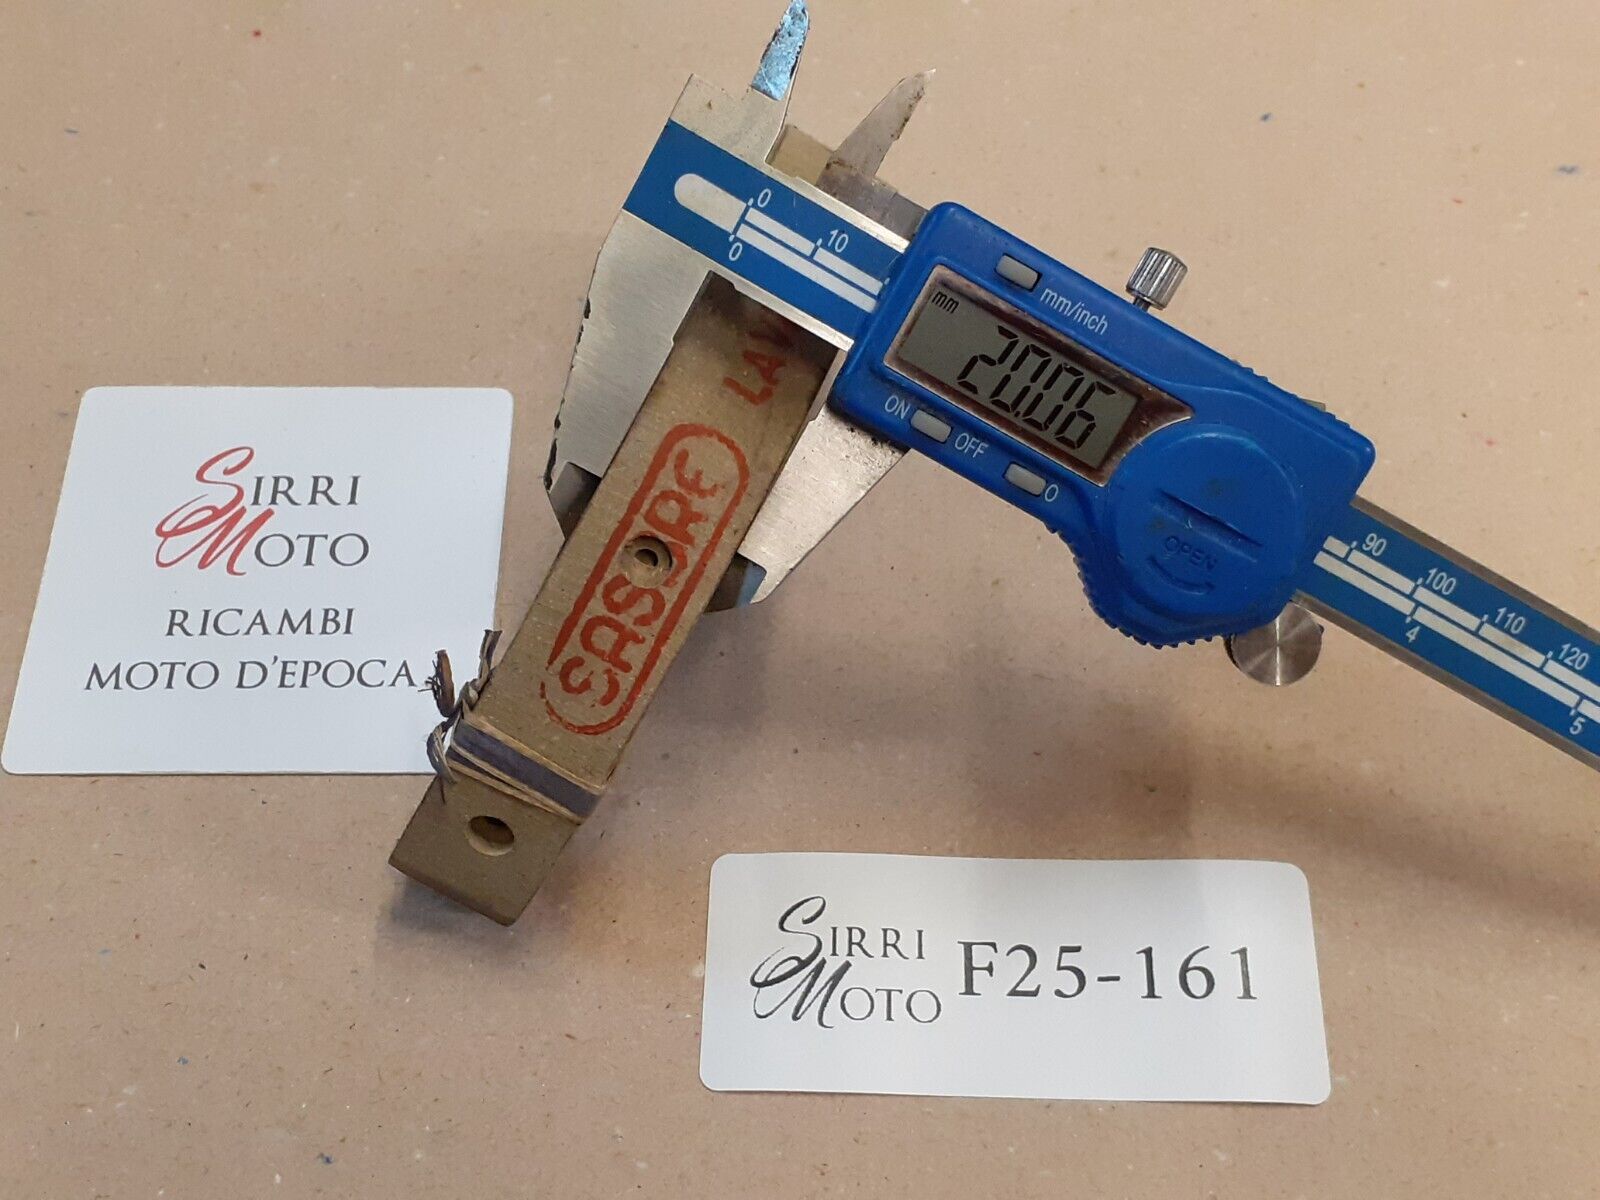 SIRRI
MOTO
RICAMBI
MOTO D'EPOCA
0
10
0
mm/inch
mm
20.06
ON
OFF
0
OPEN
90
100
110
120
4
5
SIRRI
MOTO
F25-161